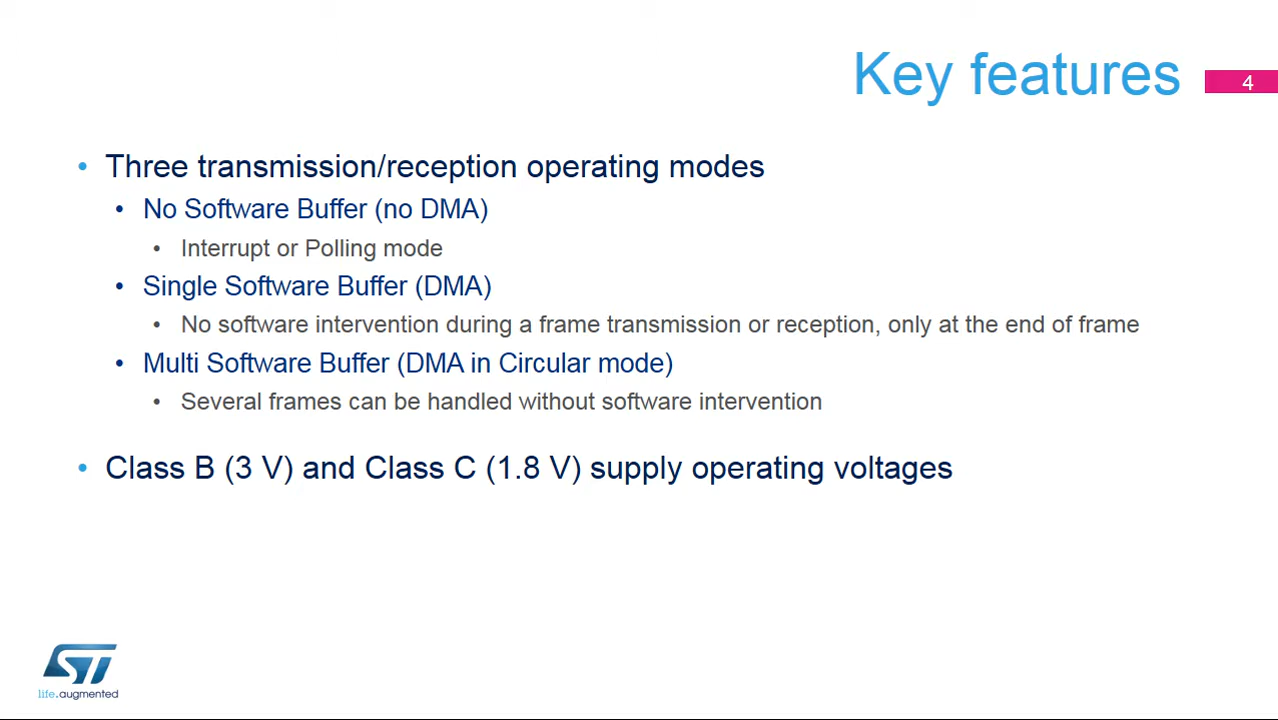 Key features
4
• Three transmission/reception operating modes
• No Software Buffer (no DMA)
• Interrupt or Polling mode
• Single Software Buffer (DMA)
• No software intervention during a frame transmission or reception, only at the end of frame
• Multi Software Buffer (DMA in Circular mode)
• Several frames can be handled without software intervention
• Class B (3 V) and Class C (1.8 V) supply operating voltages
ST
life.augmented